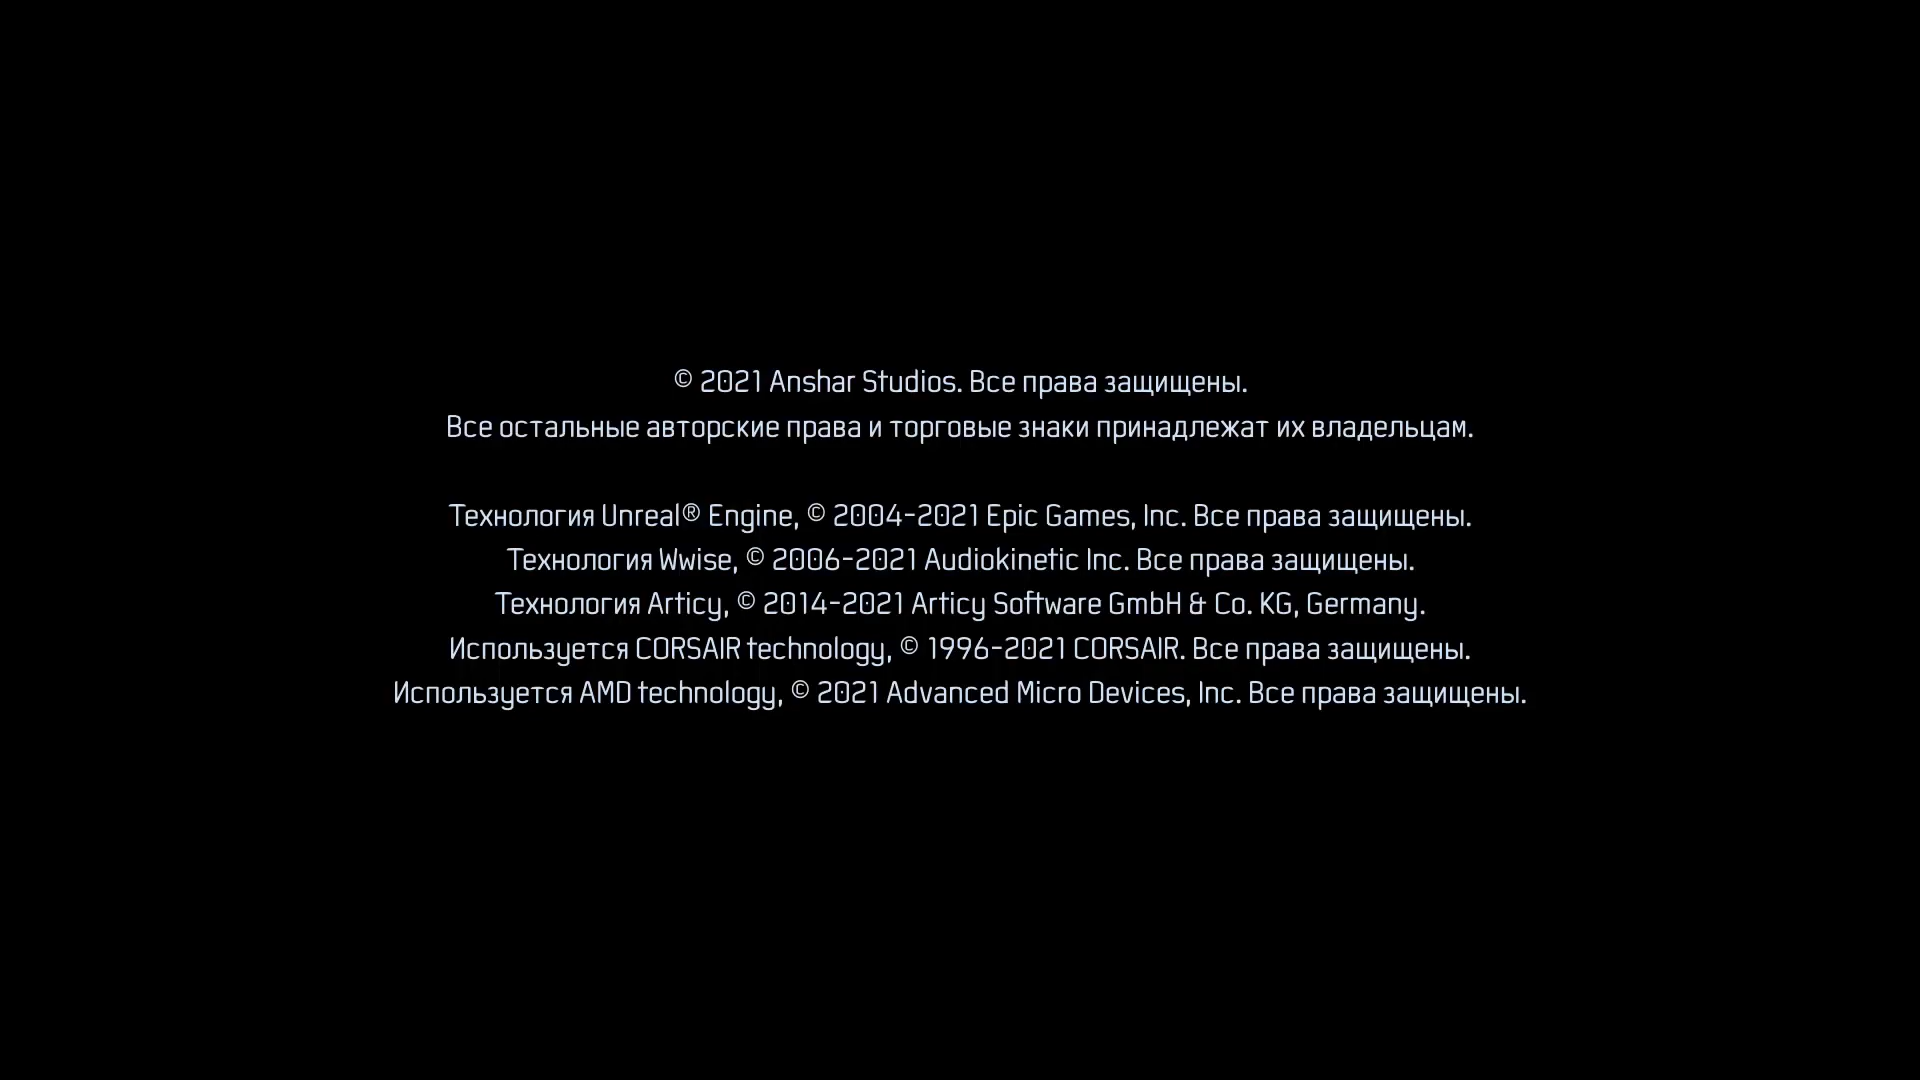 © 2021 Anshar Studios. Все права защищены.
Все остальные авторские права и торговые знаки принадлежат их владельцам.
Технология Unreal® Engine, © 2004-2021 Epic Games, Inc. Все права защищены.
Технология Wwise, © 2006-2021 Audiokinetic Inc. Все права защищены.
Технология Articy, © 2014-2021 Articy Software GmbH & Co. KG, Germany.
Используется CORSAIR technology, © 1996-2021 CORSAIR. Все права защищены.
Используется AMD technology, © 2021 Advanced Micro Devices, Inc. Все права защищены.